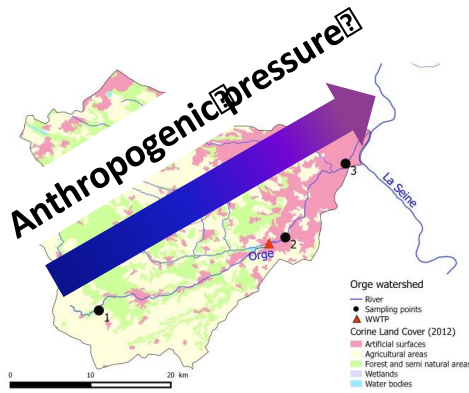 Anthropogenic pressure
3
La Seine
2
Orge
1
Orge watershed
River
Sampling points
WWTP
Corine Land Cover (2012)
Artificial surfaces
Agricultural areas
Forest and semi natural areas
Wetlands
Water bodies
0 10 20 km